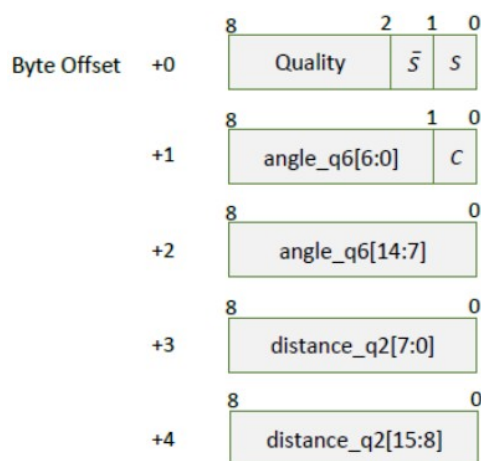 8 2 1 0
Byte Offset +0 Quality S̄ S
8 1 0
+1 angle_q6[6:0] C
8 0
+2 angle_q6[14:7]
8 0
+3 distance_q2[7:0]
8 0
+4 distance_q2[15:8]